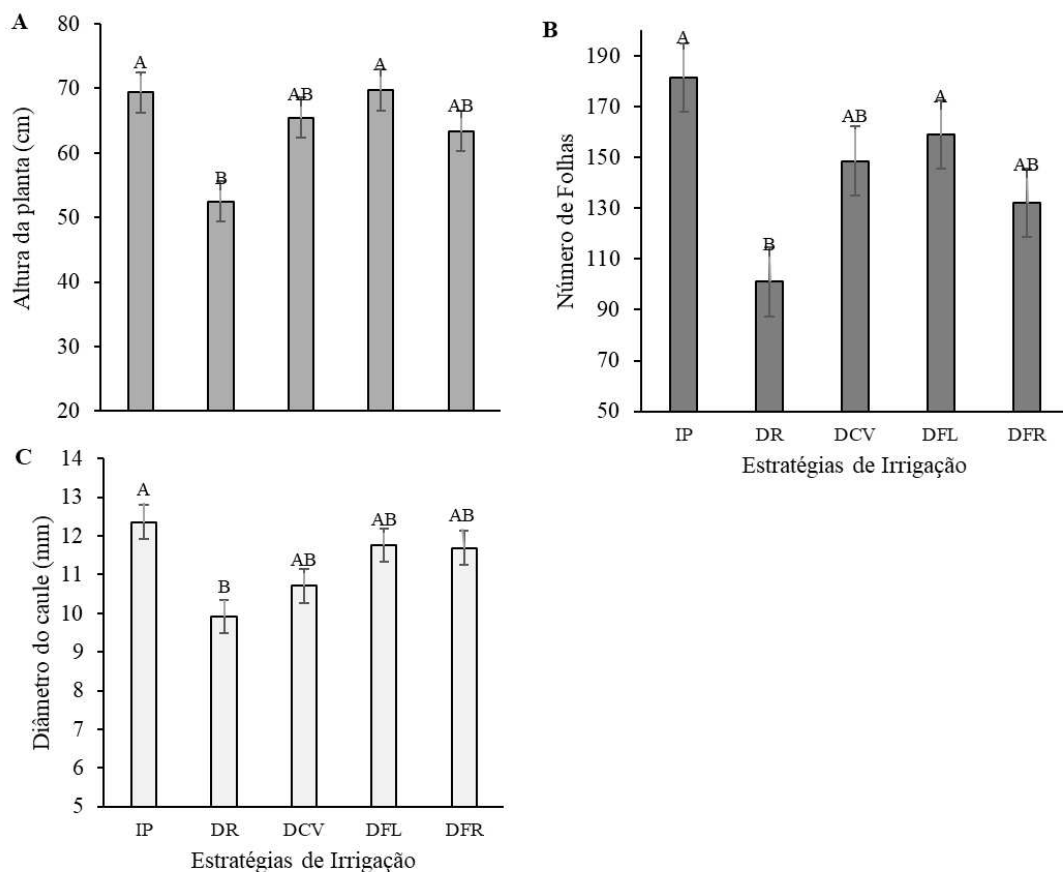 A
Altura da planta (cm)
80
70
60
50
40
30
20
A
B
AB
A
AB
B
Número de Folhas
190
170
150
130
110
90
70
50
A
B
AB
A
AB
IP DR DCV DFL DFR
Estratégias de Irrigação
C
Diâmetro do caule (mm)
14
13
12
11
10
9
8
7
6
5
A
B
AB
AB
AB
IP DR DCV DFL DFR
Estratégias de Irrigação